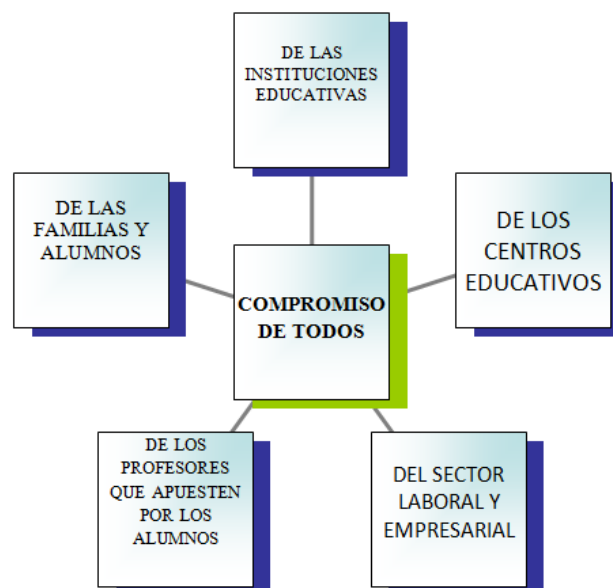 DE LAS
INSTITUCIONES
EDUCATIVAS
DE LAS
FAMILIAS Y
ALUMNOS
DE LOS
CENTROS
EDUCATIVOS
COMPROMISO
DE TODOS
DE LOS
PROFESORES
QUE APUESTEN
POR LOS
ALUMNOS
DEL SECTOR
LABORAL Y
EMPRESARIAL